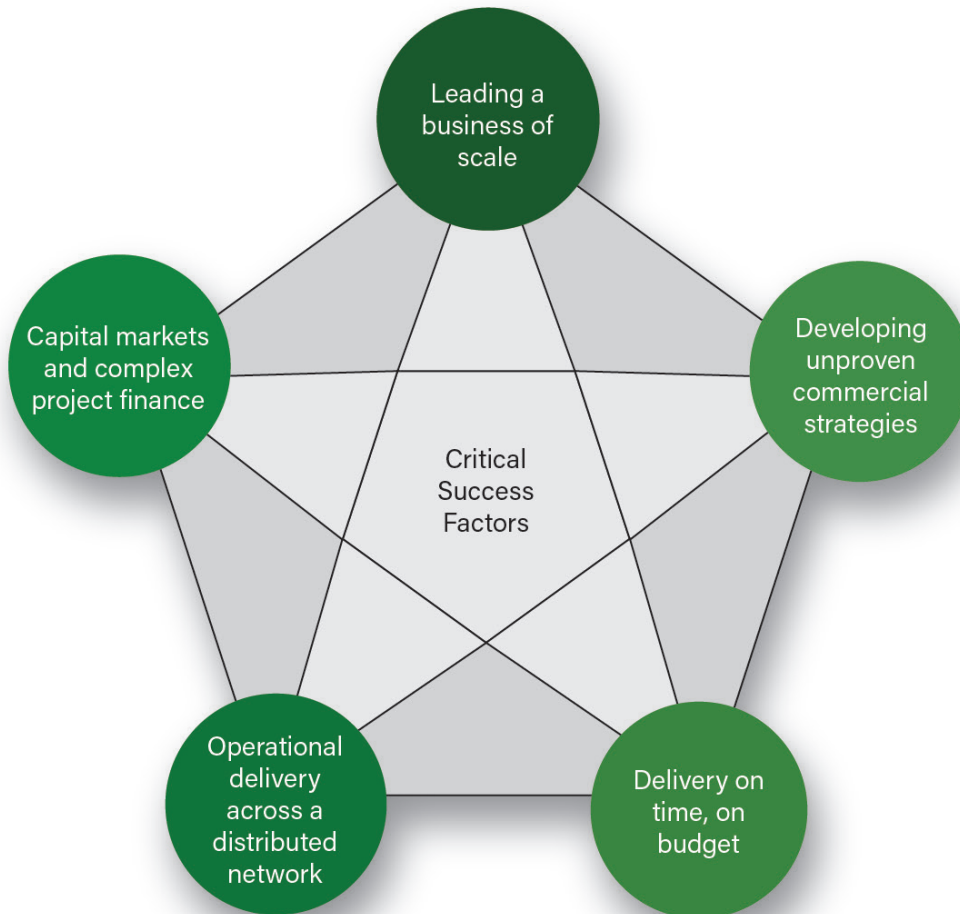 Leading a
business of
scale
Capital markets
and complex
project finance
Developing
unproven
commercial
strategies
Critical
Success
Factors
Operational
delivery
across a
distributed
network
Delivery on
time, on
budget